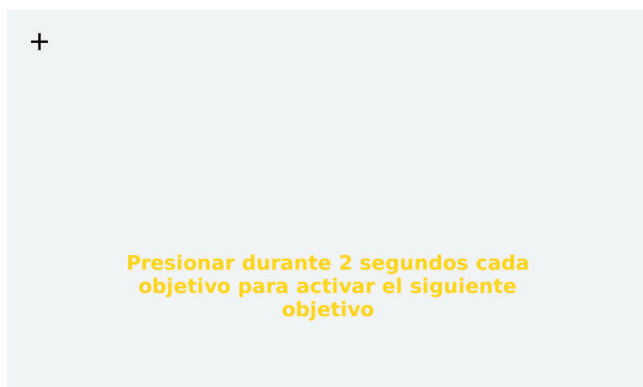 Presionar durante 2 segundos cada
objetivo para activar el siguiente
objetivo